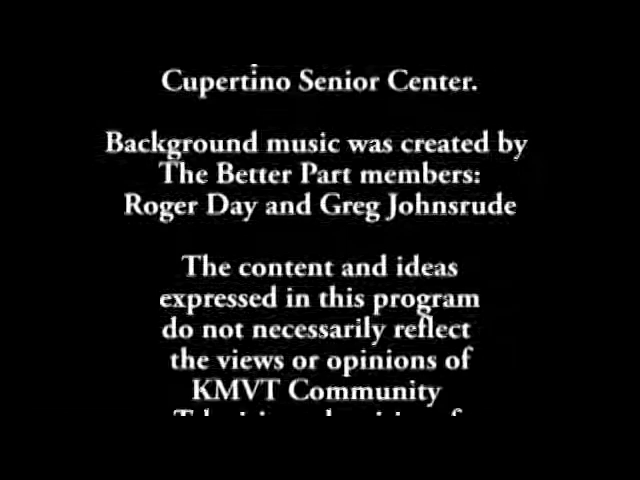 Cupertino Senior Center.
Background music was created by
The Better Part members:
Roger Day and Greg Johnsrude
The content and ideas
expressed in this program
do not necessarily reflect
the views or opinions of
KMVT Community